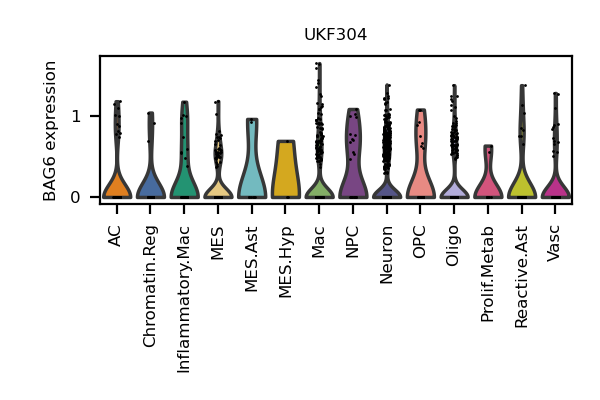 UKF304
BAG6 expression
1
0
AC
Chromatin.Reg
Inflammatory.Mac
MES
MES.Ast
MES.Hyp
Mac
NPC
Neuron
OPC
Oligo
Prolif.Metab
Reactive.Ast
Vasc